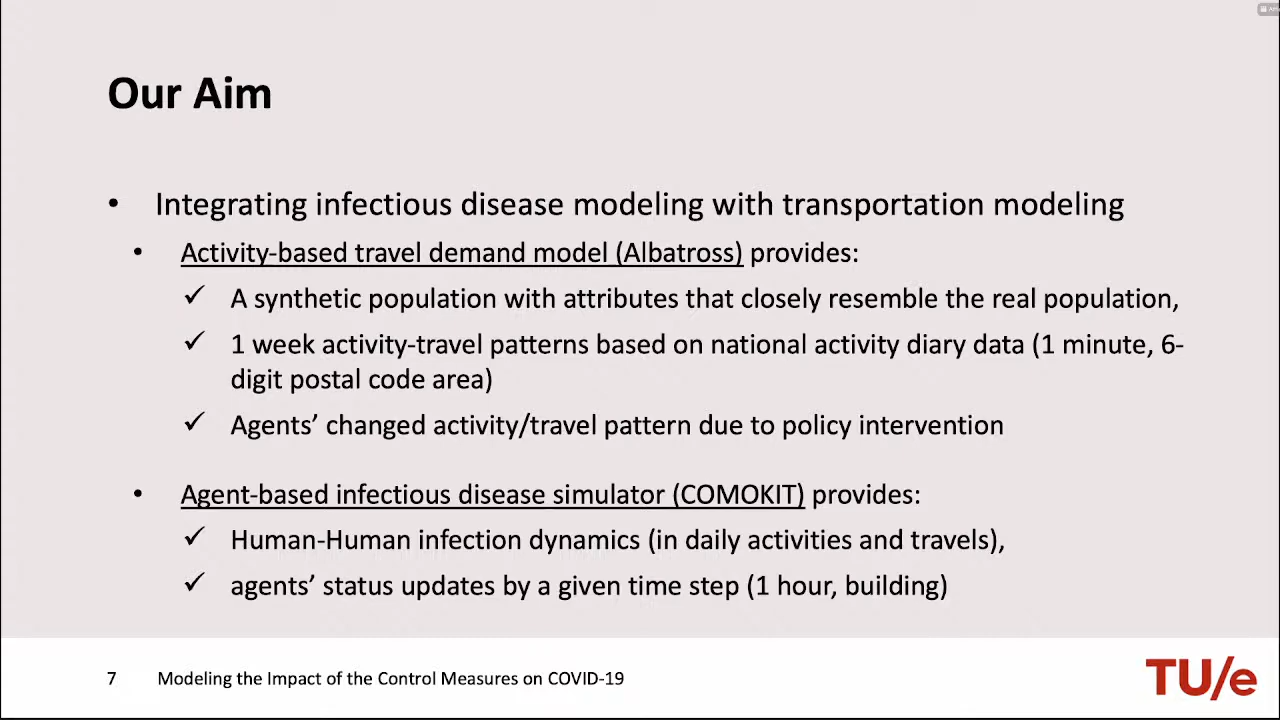 Our Aim
• Integrating infectious disease modeling with transportation modeling
• Activity-based travel demand model (Albatross) provides:
✓ A synthetic population with attributes that closely resemble the real population,
✓ 1 week activity-travel patterns based on national activity diary data (1 minute, 6-
digit postal code area)
✓ Agents’ changed activity/travel pattern due to policy intervention
• Agent-based infectious disease simulator (COMOKIT) provides:
✓ Human-Human infection dynamics (in daily activities and travels),
✓ agents’ status updates by a given time step (1 hour, building)
7 Modeling the Impact of the Control Measures on COVID-19
TU/e